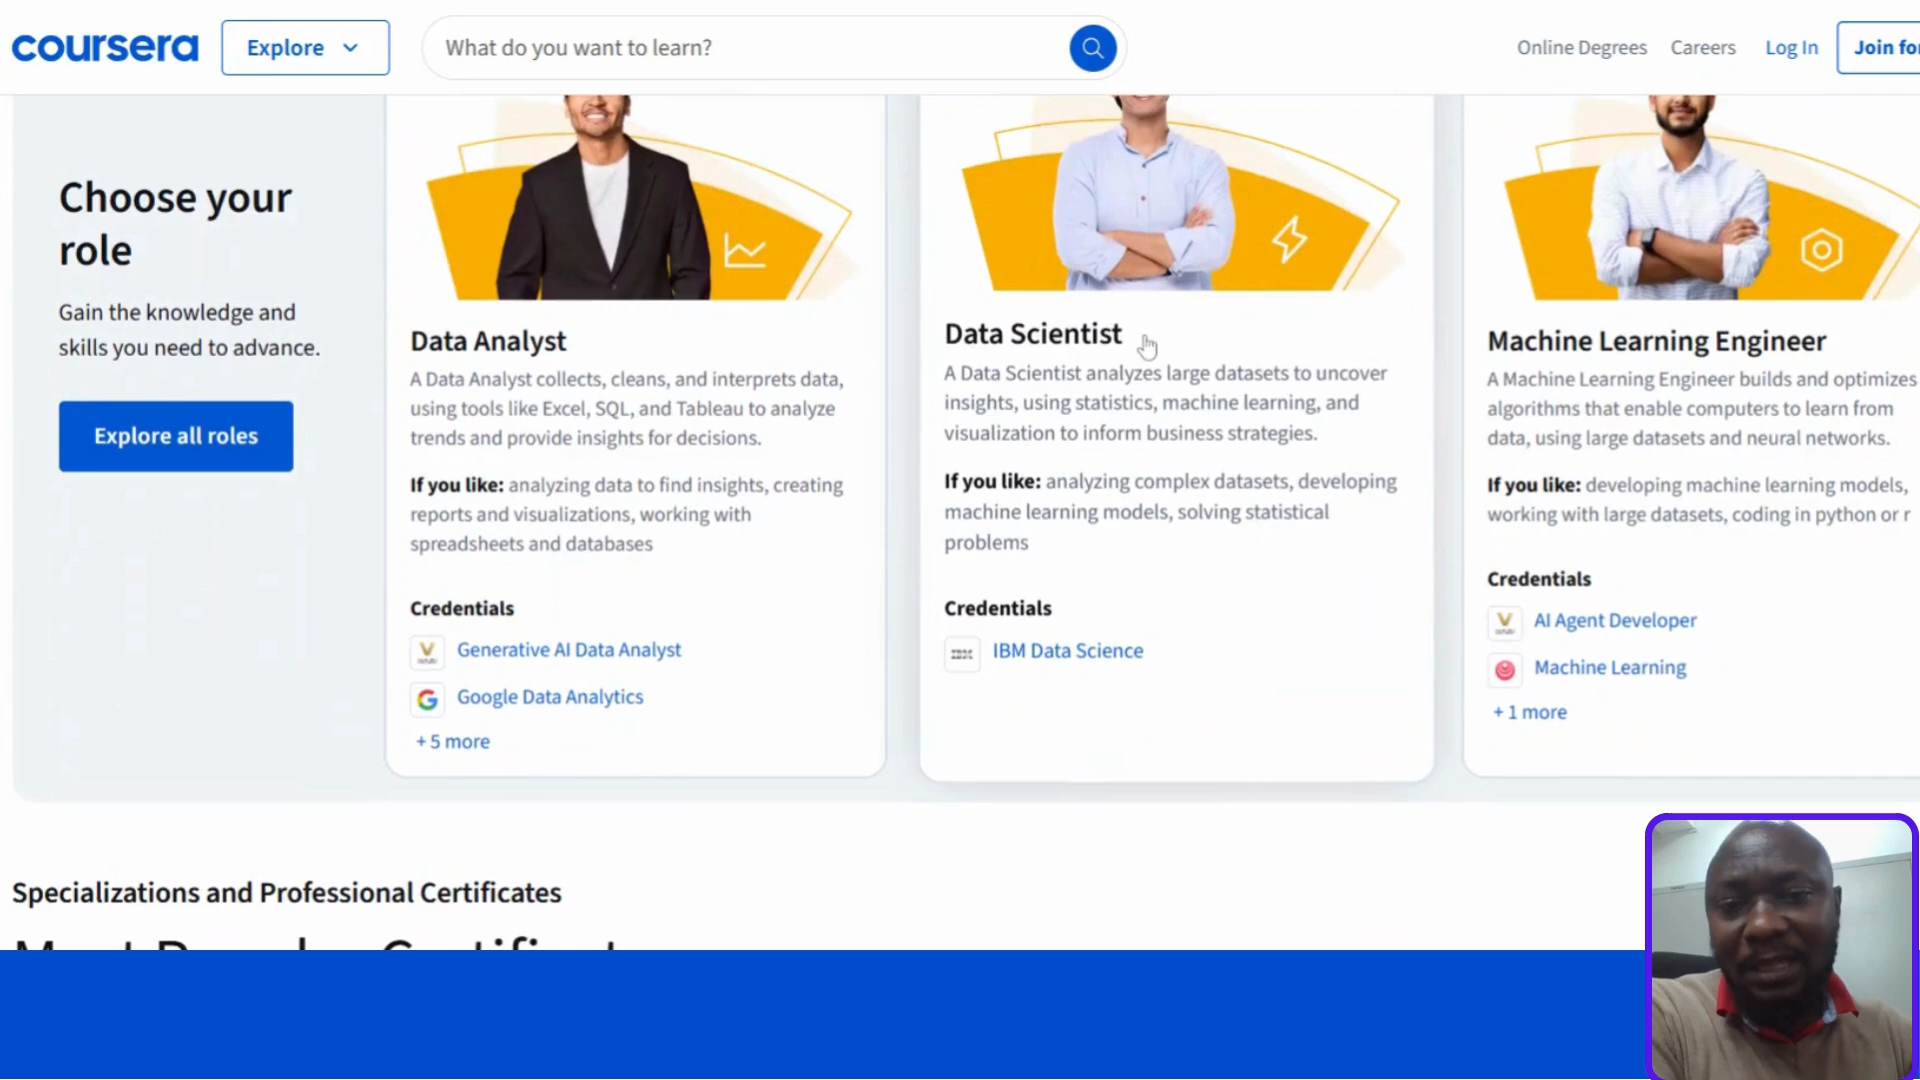 coursera
Explore
What do you want to learn?
Online Degrees
Careers
Log In
Join
Choose your
role
Gain the knowledge and
skills you need to advance.
Explore all roles
Data Analyst
A Data Analyst collects, cleans, and interprets data,
using tools like Excel, SQL, and Tableau to analyze
trends and provide insights for decisions.
If you like: analyzing data to find insights, creating
reports and visualizations, working with
spreadsheets and databases
Credentials
Generative AI Data Analyst
Google Data Analytics
+ 5 more
Data Scientist
A Data Scientist analyzes large datasets to uncover
insights, using statistics, machine learning, and
visualization to inform business strategies.
If you like: analyzing complex datasets, developing
machine learning models, solving statistical
problems
Credentials
IBM
IBM Data Science
Machine Learning Engineer
A Machine Learning Engineer builds and optimizes
algorithms that enable computers to learn from
data, using large datasets and neural networks.
If you like: developing machine learning models,
working with large datasets, coding in python or r
Credentials
AI Agent Developer
Machine Learning
+ 1 more
Specializations and Professional Certificates